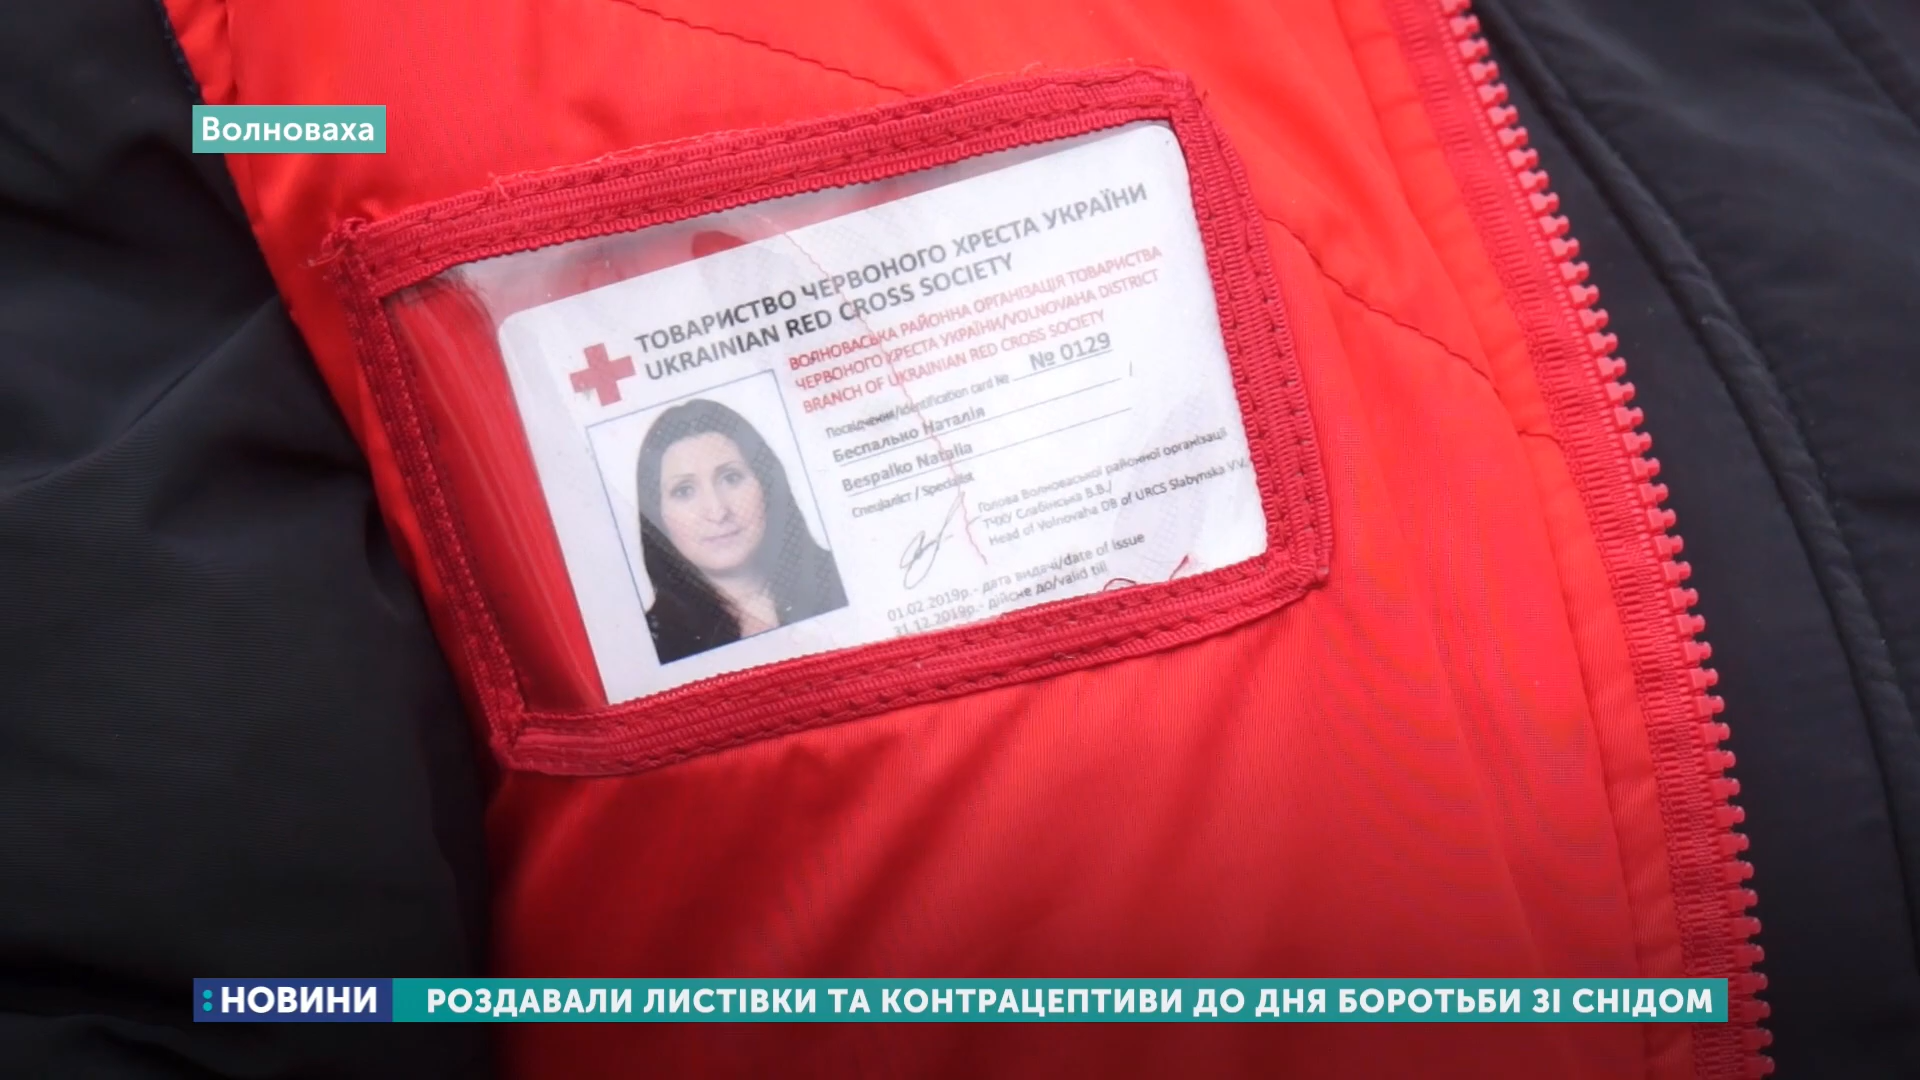 Волноваха
ТОВАРИСТВО ЧЕРВОНОГО ХРЕСТА УКРАЇНИ
UKRAINIAN RED CROSS SOCIETY
ВОЛНОВАСЬКА РАЙОННА ОРГАНІЗАЦІЯ ТОВАРИСТВА
ЧЕРВОНОГО ХРЕСТА УКРАЇНИ/VOLNOVAHA DISTRICT
BRANCH OF UKRAINIAN RED CROSS SOCIETY
Посвідчення/identification card № № 0129
Беспалько Наталія
Bespalko Natalia
Спеціаліст / Specialist
Голова Волноваської районної організації
ТЧХУ Слабінська В.В./
Head of Volnovaha DB of URCS Slabynska V.V.
01.02.2019р.- дата видачі/date of issue
31.12.2019р.- дійсне до/valid till
:НОВИНИ
РОЗДАВАЛИ ЛИСТІВКИ ТА КОНТРАЦЕПТИВИ ДО ДНЯ БОРОТЬБИ ЗІ СНІДОМ